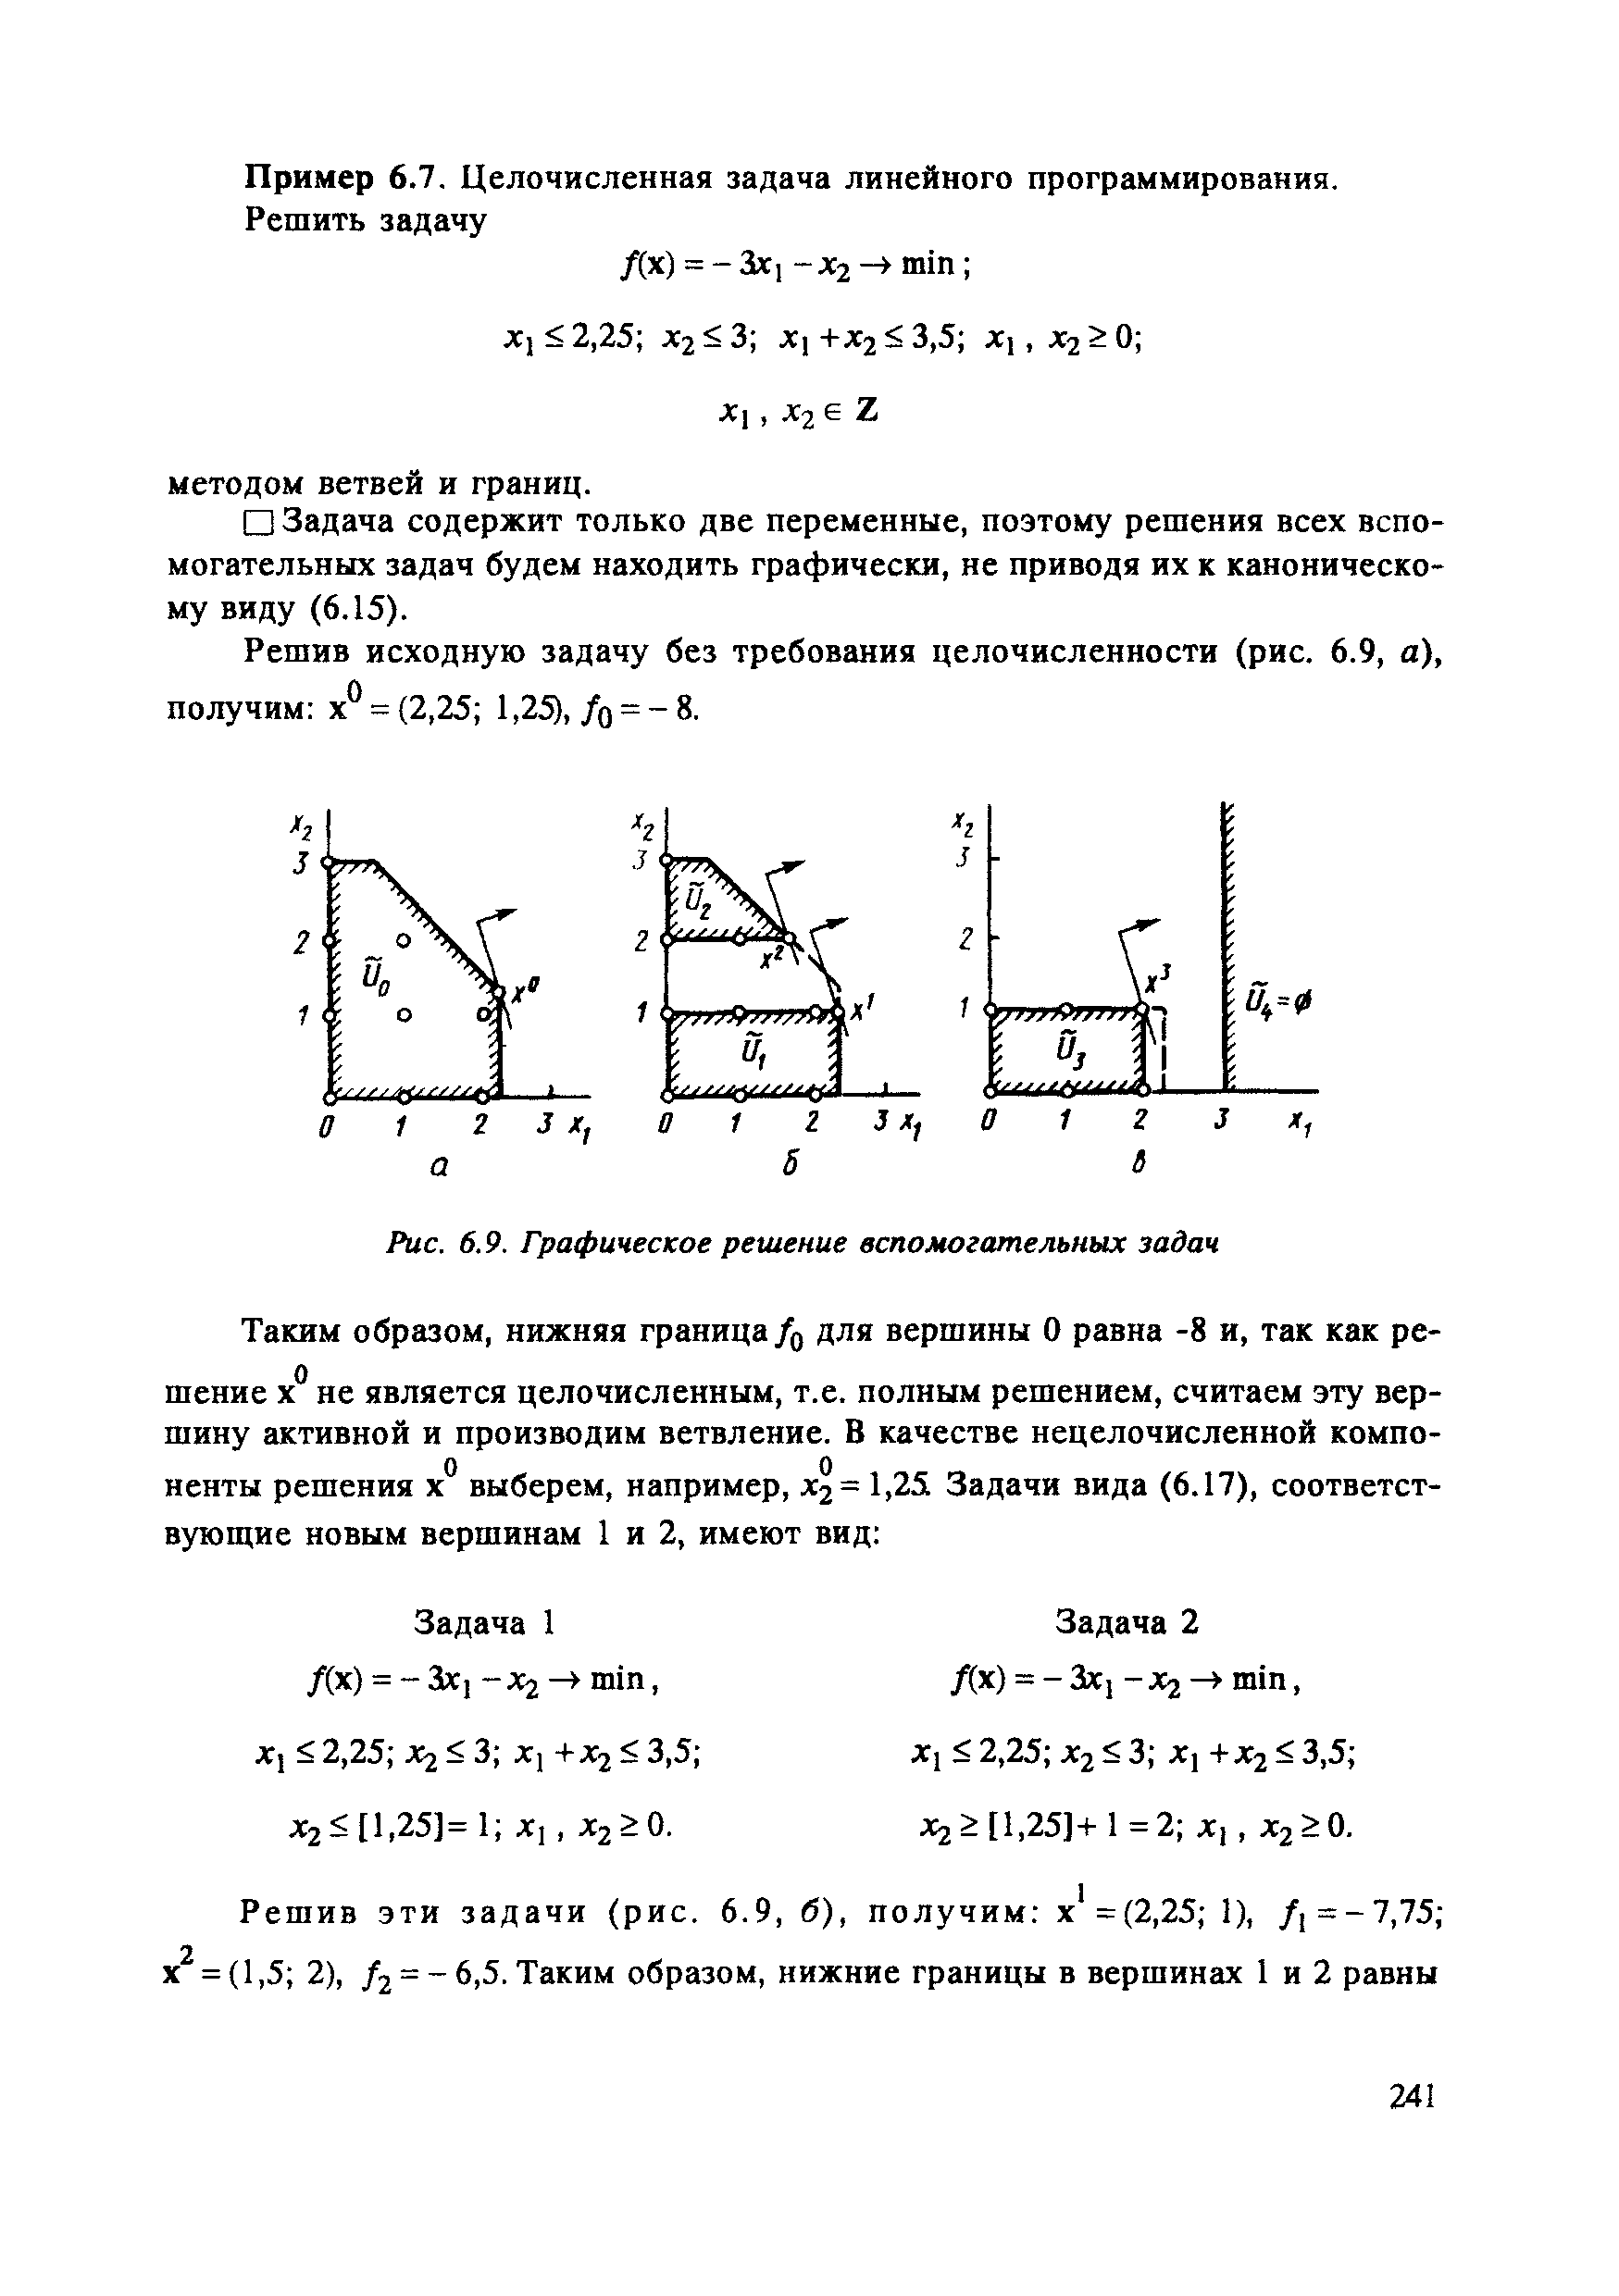 Пример 6.7. Целочисленная задача линейного программирования.
Решить задачу
f(x) = − 3x₁ − x₂ → min ;
x₁ ≤ 2,25; x₂ ≤ 3; x₁ + x₂ ≤ 3,5; x₁ , x₂ ≥ 0;
x₁ , x₂ ∈ Z
методом ветвей и границ.
□ Задача содержит только две переменные, поэтому решения всех вспо-
могательных задач будем находить графически, не приводя их к каноническо-
му виду (6.15).
Решив исходную задачу без требования целочисленности (рис. 6.9, а),
получим: x⁰ = (2,25; 1,25), f₀ = − 8.
x₂ 3 2 1 Ũ₀ x⁰ 0 1 2 3 x₁
а
x₂ 3 2 1 Ũ₂ x² Ũ₁ x¹ 0 1 2 3 x₁
б
x₂ 3 2 1 Ũ₃ x³ Ũ₄=∅ 0 1 2 3 x₁
в
Рис. 6.9. Графическое решение вспомогательных задач
Таким образом, нижняя граница f₀ для вершины 0 равна -8 и, так как ре-
шение x⁰ не является целочисленным, т.е. полным решением, считаем эту вер-
шину активной и производим ветвление. В качестве нецелочисленной компо-
ненты решения x⁰ выберем, например, x₂⁰ = 1,25. Задачи вида (6.17), соответст-
вующие новым вершинам 1 и 2, имеют вид:
Задача 1 Задача 2
f(x) = − 3x₁ − x₂ → min , f(x) = − 3x₁ − x₂ → min ,
x₁ ≤ 2,25; x₂ ≤ 3; x₁ + x₂ ≤ 3,5; x₁ ≤ 2,25; x₂ ≤ 3; x₁ + x₂ ≤ 3,5;
x₂ ≤ [1,25]= 1; x₁ , x₂ ≥ 0. x₂ ≥ [1,25]+ 1 = 2; x₁ , x₂ ≥ 0.
Решив эти задачи (рис. 6.9, б), получим: x¹ = (2,25; 1), f₁ = − 7,75;
x² = (1,5; 2), f₂ = − 6,5. Таким образом, нижние границы в вершинах 1 и 2 равны
241